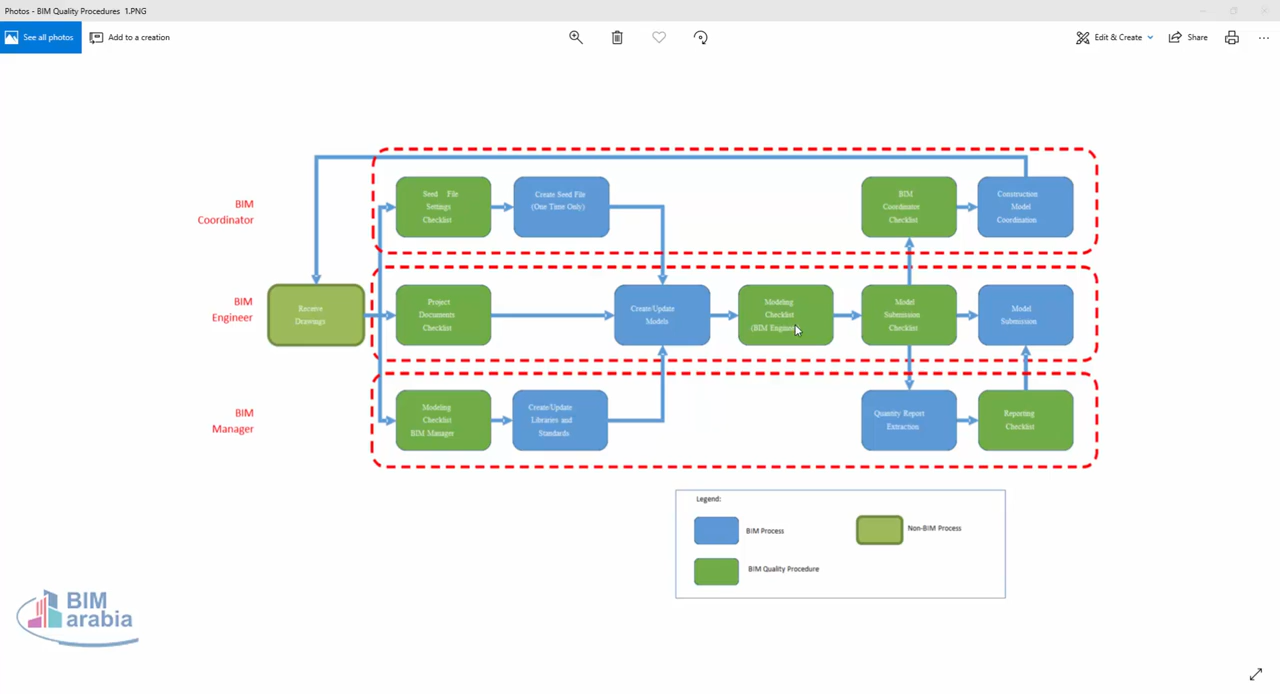 Photos - BIM Quality Procedures 1.PNG
See all photos
Add to a creation
Edit & Create
Share
BIM
Coordinator
Seed File
Settings
Checklist
Create Seed File
(One Time Only)
BIM
Coordinator
Checklist
Construction
Model
Coordination
BIM
Engineer
Receive
Drawings
Project
Documents
Checklist
Create/Update
Models
Modeling
Checklist
(BIM Engineer)
Model
Submission
Checklist
Model
Submission
BIM
Manager
Modeling
Checklist
BIM Manager
Create/Update
Libraries and
Standards
Quantity Report
Extraction
Reporting
Checklist
Legend:
BIM Process
Non-BIM Process
BIM Quality Procedure
BIM
arabia